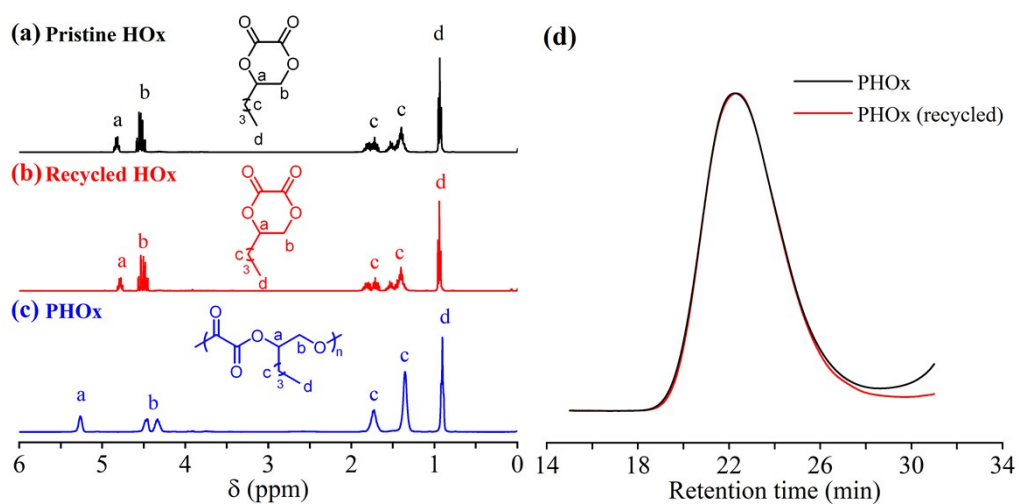 (a) Pristine HOx
O O
O O
a
b
c
3
d
a
b
c
c
d
(b) Recycled HOx
O O
O O
a
b
c
3
d
a
b
c
c
d
(c) PHOx
O
O
a
b
O
n
O
c
3
d
a
b
c
c
d
6 5 4 3 2 1 0
δ (ppm)
(d)
PHOx
PHOx (recycled)
14 18 22 26 30 34
Retention time (min)